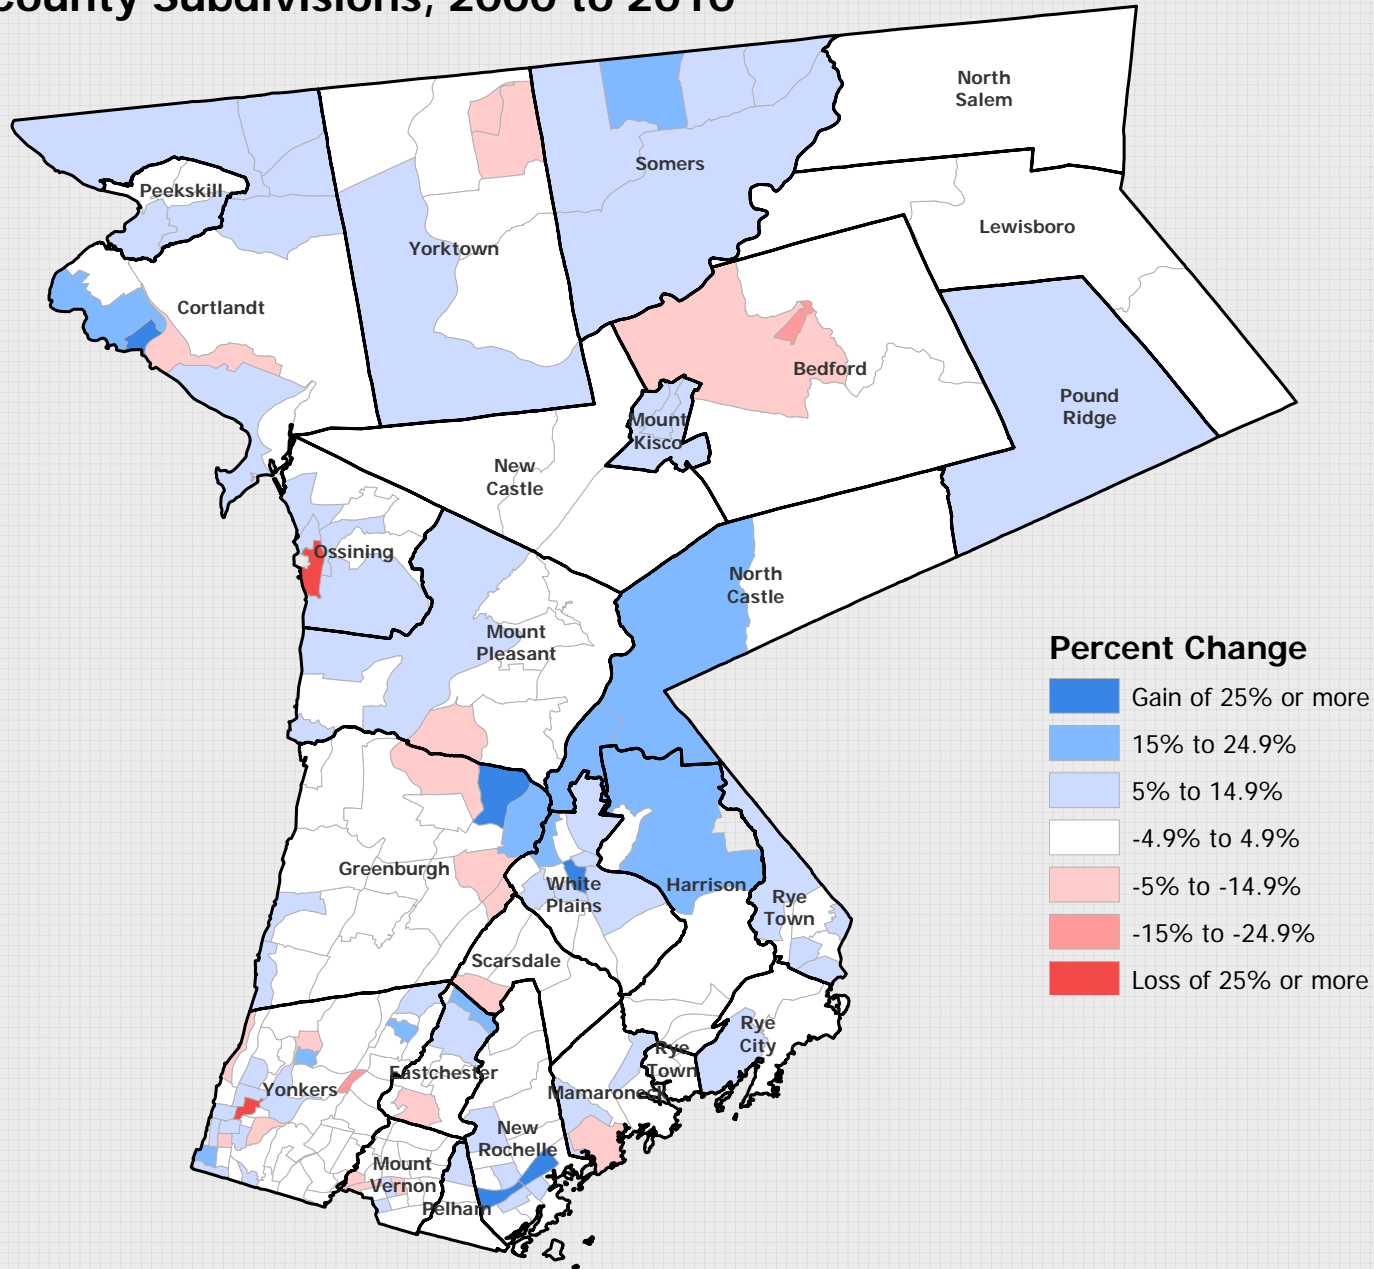 County Subdivisions, 2000 to 2010
North
Salem
Somers
Peekskill
Lewisboro
Yorktown
Cortlandt
Bedford
Pound
Ridge
Mount
Kisco
New
Castle
Ossining
North
Castle
Mount
Pleasant
Percent Change
Gain of 25% or more
15% to 24.9%
5% to 14.9%
-4.9% to 4.9%
-5% to -14.9%
-15% to -24.9%
Loss of 25% or more
Greenburgh
White
Plains
Harrison
Rye
Town
Scarsdale
Rye
City
Rye
Town
Eastchester
Yonkers
Mamaroneck
New
Rochelle
Mount
Vernon
Pelham